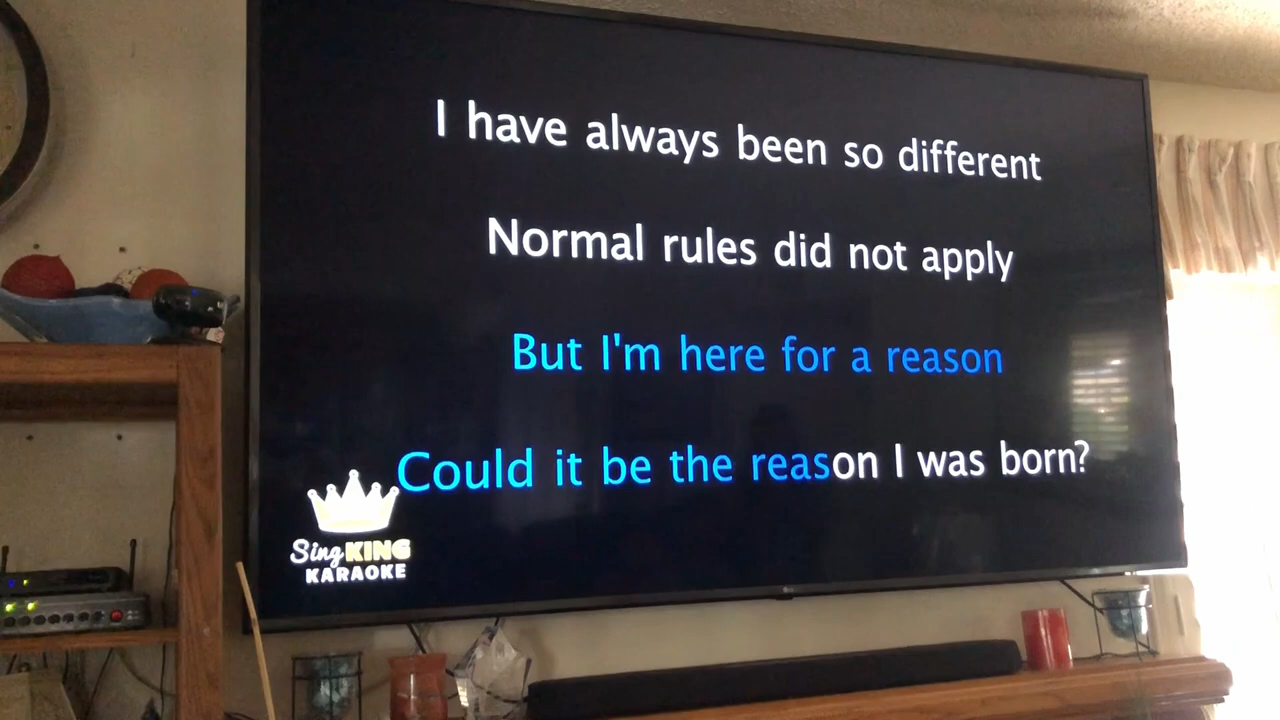 I have always been so different
Normal rules did not apply
But I'm here for a reason
Could it be the reason I was born?
Sing KING
KARAOKE